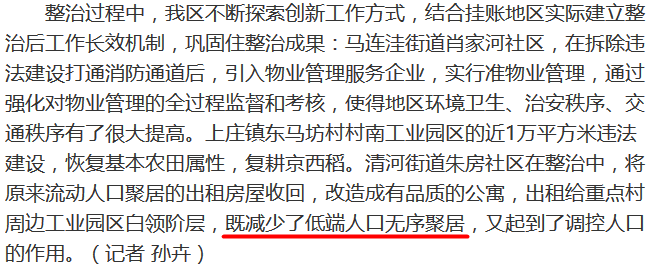 整治过程中，我区不断探索创新工作方式，结合挂账地区实际建立整
治后工作长效机制，巩固住整治成果：马连洼街道肖家河社区，在拆除违
法建设打通消防通道后，引入物业管理服务企业，实行准物业管理，通过
强化对物业管理的全过程监督和考核，使得地区环境卫生、治安秩序、交
通秩序有了很大提高。上庄镇东马坊村村南工业园区的近1万平方米违法
建设，恢复基本农田属性，复耕京西稻。清河街道朱房社区在整治中，将
原来流动人口聚居的出租房屋收回，改造成有品质的公寓，出租给重点村
周边工业园区白领阶层，既减少了低端人口无序聚居，又起到了调控人口
的作用。（记者 孙卉）